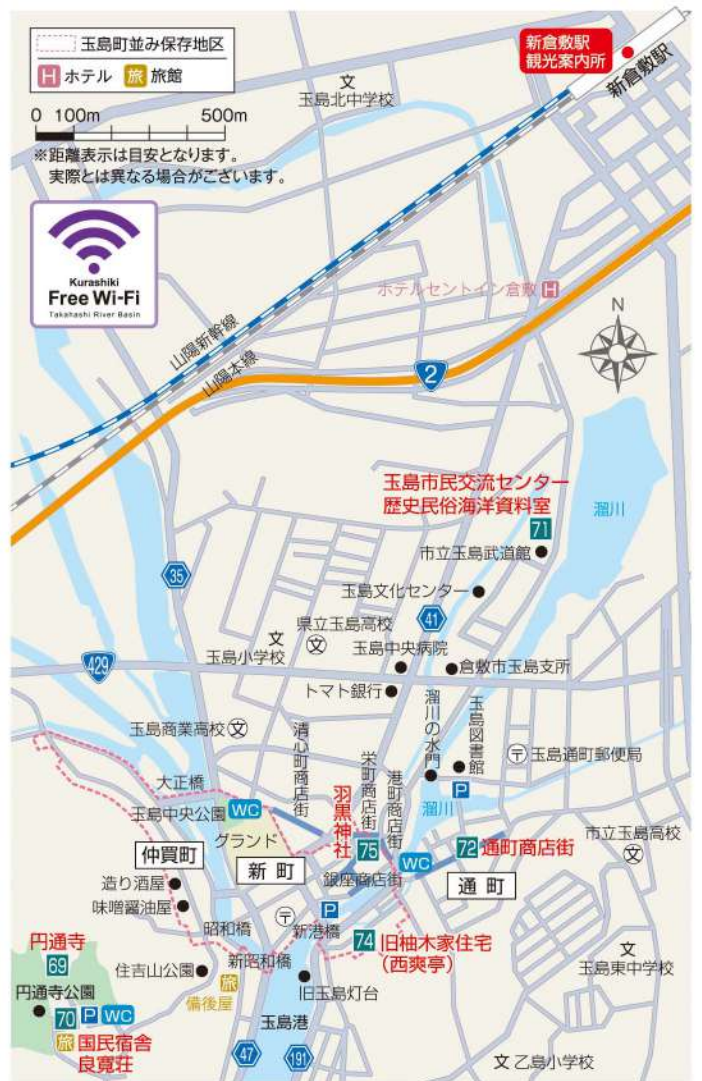 玉島町並み保存地区
H ホテル 旅 旅館
0 100m 500m
※距離表示は目安となります。
実際とは異なる場合がございます。
Kurashiki
Free Wi-Fi
Takahashi River Basin
新倉敷駅
観光案内所
新倉敷駅
文
玉島北中学校
ホテルセントイン倉敷 H
N
山陽新幹線
山陽本線
2
玉島市民交流センター
歴史民俗海洋資料室
71
溜川
市立玉島武道館
35
玉島文化センター
41
県立玉島高校
文
文
玉島小学校
玉島中央病院
倉敷市玉島支所
429
トマト銀行
玉島商業高校 文
清心町商店街
栄町商店街
港町商店街
溜川の水門
玉島図書館
〒 玉島通町郵便局
P
溜川
大正橋
玉島中央公園 WC
グランド
羽黒神社
75
WC
72 通町商店街
市立玉島高校
文
仲買町
新町
銀座商店街
通町
造り酒屋
味噌醤油屋
昭和橋
〒
P
新港橋
74 旧柚木家住宅
(西爽亭)
円通寺
69
住吉山公園
新昭和橋
旅
備後屋
旧玉島灯台
文
玉島東中学校
円通寺公園
70 P WC
旅 国民宿舎
良寛荘
玉島港
47
191
文 乙島小学校